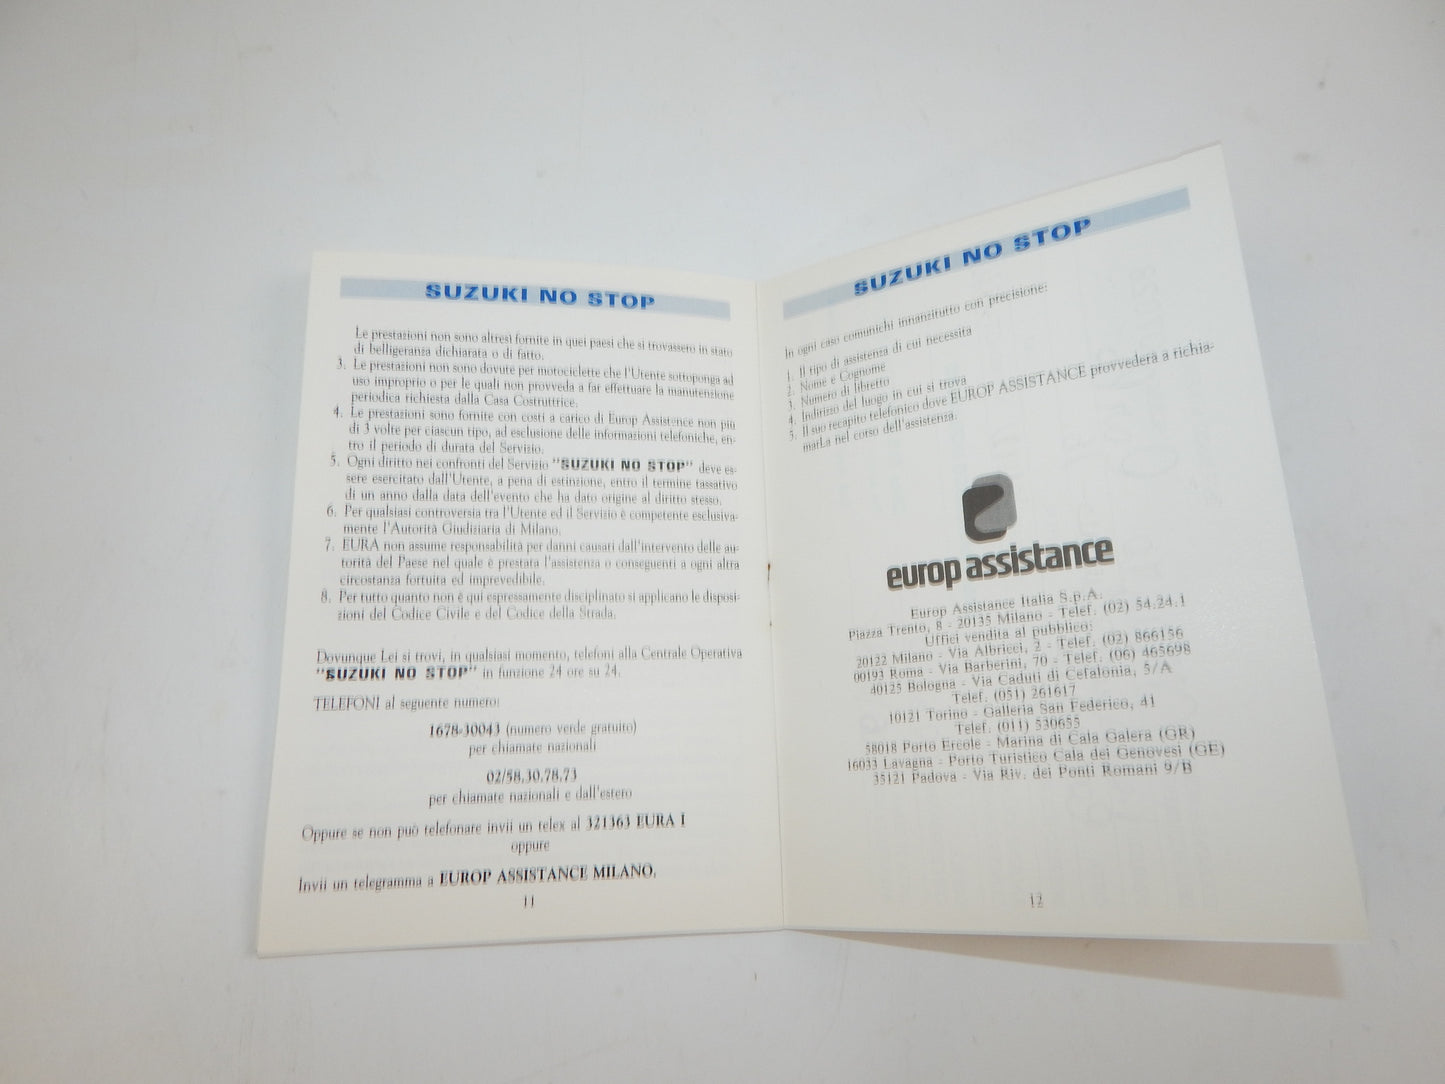 SUZUKI NO STOP
Le prestazioni non sono altresì fornite in quei paesi che si trovassero in stato
di belligeranza dichiarata o di fatto.
3. Le prestazioni non sono dovute per motociclette che l'Utente sottoponga ad
uso improprio o per le quali non provveda a far effettuare la manutenzione
periodica richiesta dalla Casa Costruttrice.
4. Le prestazioni sono fornite con costi a carico di Europ Assistence non più
di 3 volte per ciascun tipo, ad esclusione delle informazioni telefoniche, en-
tro il periodo di durata del Servizio.
5. Ogni diritto nei confronti del Servizio "SUZUKI NO STOP" deve es-
sere esercitato dall'Utente, a pena di estinzione, entro il termine tassativo
di un anno dalla data dell'evento che ha dato origine al diritto stesso.
6. Per qualsiasi controversia tra l'Utente ed il Servizio è competente esclusiva-
mente l'Autorità Giudiziaria di Milano.
7. EURA non assume responsabilità per danni causati dall'intervento delle au-
torità del Paese nel quale è prestata l'assistenza o conseguenti a ogni altra
circostanza fortuita ed imprevedibile.
8. Per tutto quanto non è qui espressamente disciplinato si applicano le disposi-
zioni del Codice Civile e del Codice della Strada.
Dovunque Lei si trovi, in qualsiasi momento, telefoni alla Centrale Operativa
"SUZUKI NO STOP" in funzione 24 ore su 24.
TELEFONI al seguente numero:
1678-30043 (numero verde gratuito)
per chiamate nazionali
02/58.30.78.73
per chiamate nazionali e dall'estero
Oppure se non può telefonare invii un telex al 321363 EURA I
oppure
Invii un telegramma a EUROP ASSISTANCE MILANO.
11
SUZUKI NO STOP
In ogni caso comunichi innanzitutto con precisione:
1. Il tipo di assistenza di cui necessita
2. Nome e Cognome
3. Numero di libretto
4. Indirizzo del luogo in cui si trova
5. Il suo recapito telefonico dove EUROP ASSISTANCE provvederà a richia-
marLa nel corso dell'assistenza.
europ assistance
Europ Assistance Italia S.p.A.
Piazza Trento, 8 - 20135 Milano - Telef. (02) 54.24.1
Uffici vendita al pubblico:
20122 Milano - Via Albricci, 2 - Telef. (02) 866156
00193 Roma - Via Barberini, 70 - Telef. (06) 465698
40125 Bologna - Via Caduti di Cefalonia, 5/A
Telef. (051) 261617
10121 Torino - Galleria San Federico, 41
Telef. (011) 530655
58018 Porto Ercole - Marina di Cala Galera (GR)
16033 Lavagna - Porto Turistico Cala dei Genovesi (GE)
35121 Padova - Via Riv. dei Ponti Romani 9/B
12